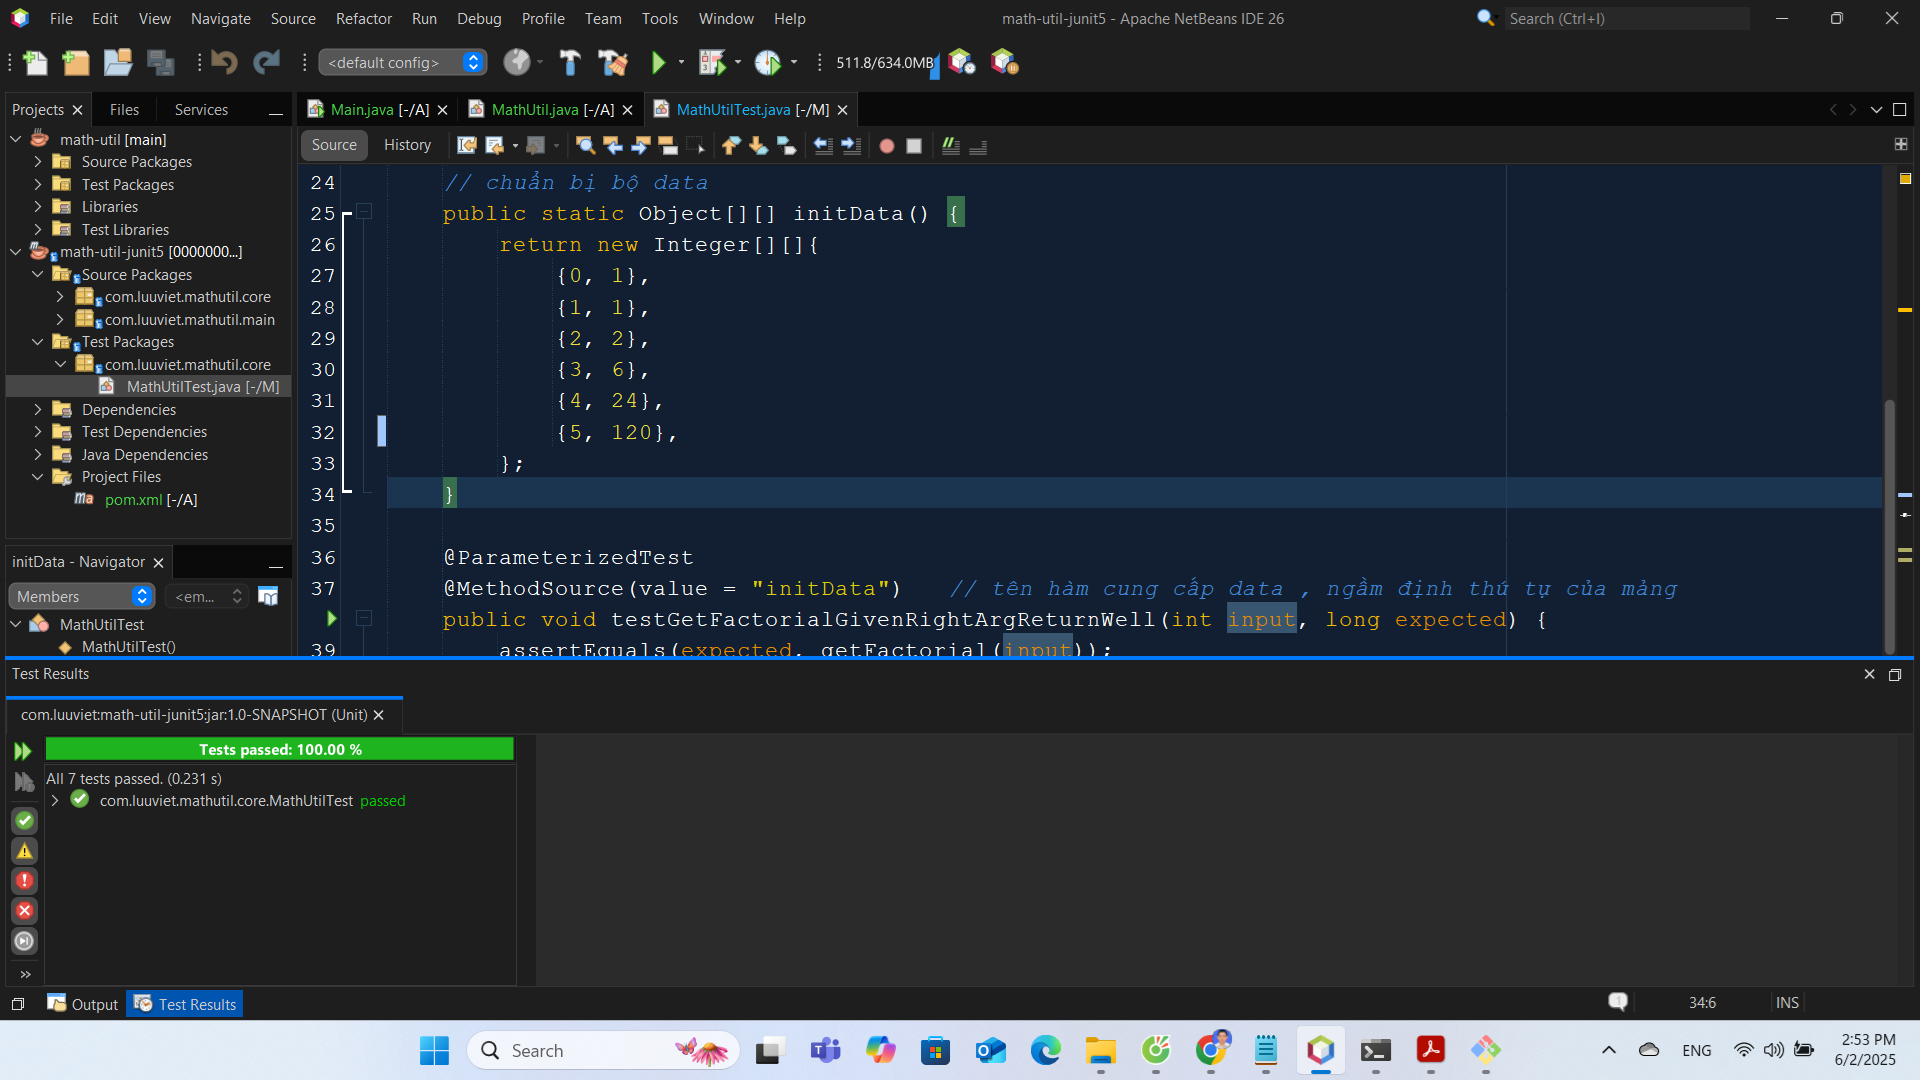 File Edit View Navigate Source Refactor Run Debug Profile Team Tools Window Help
math-util-junit5 - Apache NetBeans IDE 26
Search (Ctrl+I)
<default config>
511.8/634.0MB
Projects Files Services
Main.java [-/A] MathUtil.java [-/A] MathUtilTest.java [-/M]
Source History
math-util [main]
Source Packages
Test Packages
Libraries
Test Libraries
math-util-junit5 [0000000...]
Source Packages
com.luuviet.mathutil.core
com.luuviet.mathutil.main
Test Packages
com.luuviet.mathutil.core
MathUtilTest.java [-/M]
Dependencies
Test Dependencies
Java Dependencies
Project Files
pom.xml [-/A]
initData - Navigator
Members <em...
MathUtilTest
MathUtilTest()
24 // chuẩn bị bộ data
25 public static Object[][] initData() {
26 return new Integer[][]{
27 {0, 1},
28 {1, 1},
29 {2, 2},
30 {3, 6},
31 {4, 24},
32 {5, 120},
33 };
34 }
35
36 @ParameterizedTest
37 @MethodSource(value = "initData") // tên hàm cung cấp data , ngầm định thứ tự của mảng
public void testGetFactorialGivenRightArgReturnWell(int input, long expected) {
39 assertEquals(expected, getFactorial(input));
Test Results
com.luuviet:math-util-junit5:jar:1.0-SNAPSHOT (Unit)
Tests passed: 100.00 %
All 7 tests passed. (0.231 s)
com.luuviet.mathutil.core.MathUtilTest passed
Output Test Results
1
34:6 INS
Search
ENG
2:53 PM
6/2/2025